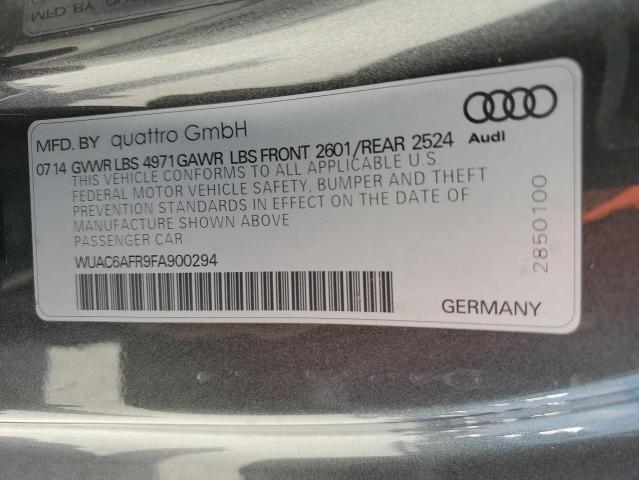 MFD. BY quattro GmbH
Audi
0714 GVWR LBS 4971 GAWR LBS FRONT 2601/REAR 2524
THIS VEHICLE CONFORMS TO ALL APPLICABLE U.S.
FEDERAL MOTOR VEHICLE SAFETY, BUMPER AND THEFT
PREVENTION STANDARDS IN EFFECT ON THE DATE OF
MANUFACTURE SHOWN ABOVE
PASSENGER CAR
WUAC6AFR9FA900294
GERMANY
2850100
MFD. BY